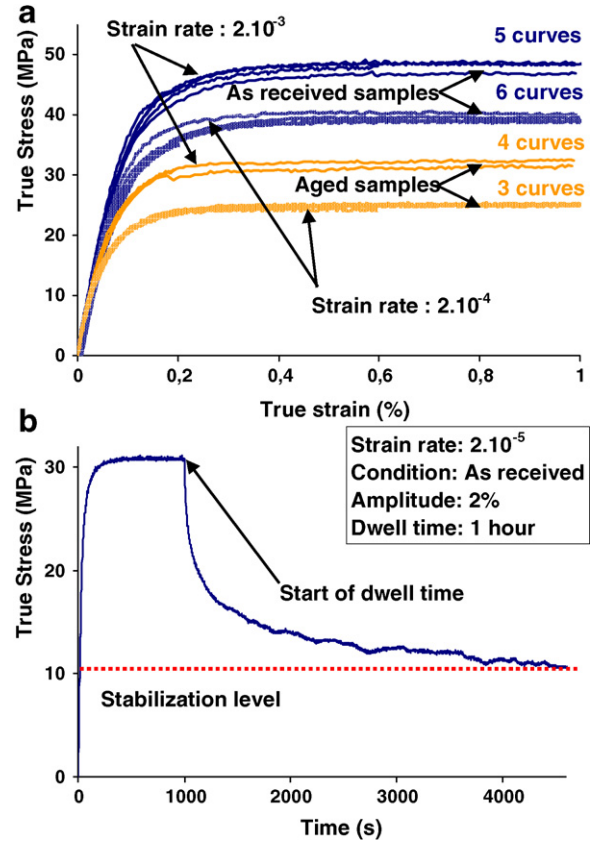 a
Strain rate : 2.10⁻³
5 curves
As received samples
6 curves
4 curves
Aged samples
3 curves
Strain rate : 2.10⁻⁴
True Stress (MPa)
60
50
40
30
20
10
0
0
0,2
0,4
0,6
0,8
1
True strain (%)
b
Strain rate: 2.10⁻⁵
Condition: As received
Amplitude: 2%
Dwell time: 1 hour
Start of dwell time
Stabilization level
True Stress (MPa)
30
20
10
0
0
1000
2000
3000
4000
Time (s)